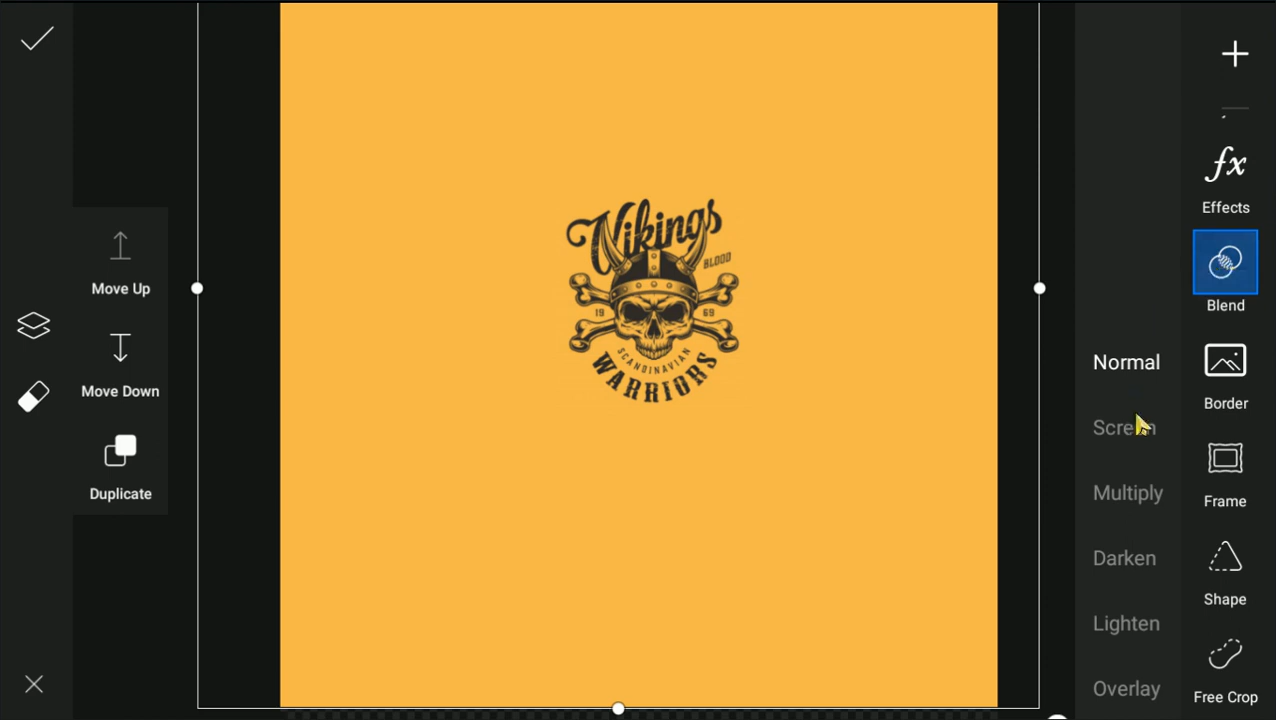 Move Up
Move Down
Duplicate
Vikings
BLOOD
19 69
SCANDINAVIAN
WARRIORS
Normal
Screen
Multiply
Darken
Lighten
Overlay
fx
Effects
Blend
Border
Frame
Shape
Free Crop